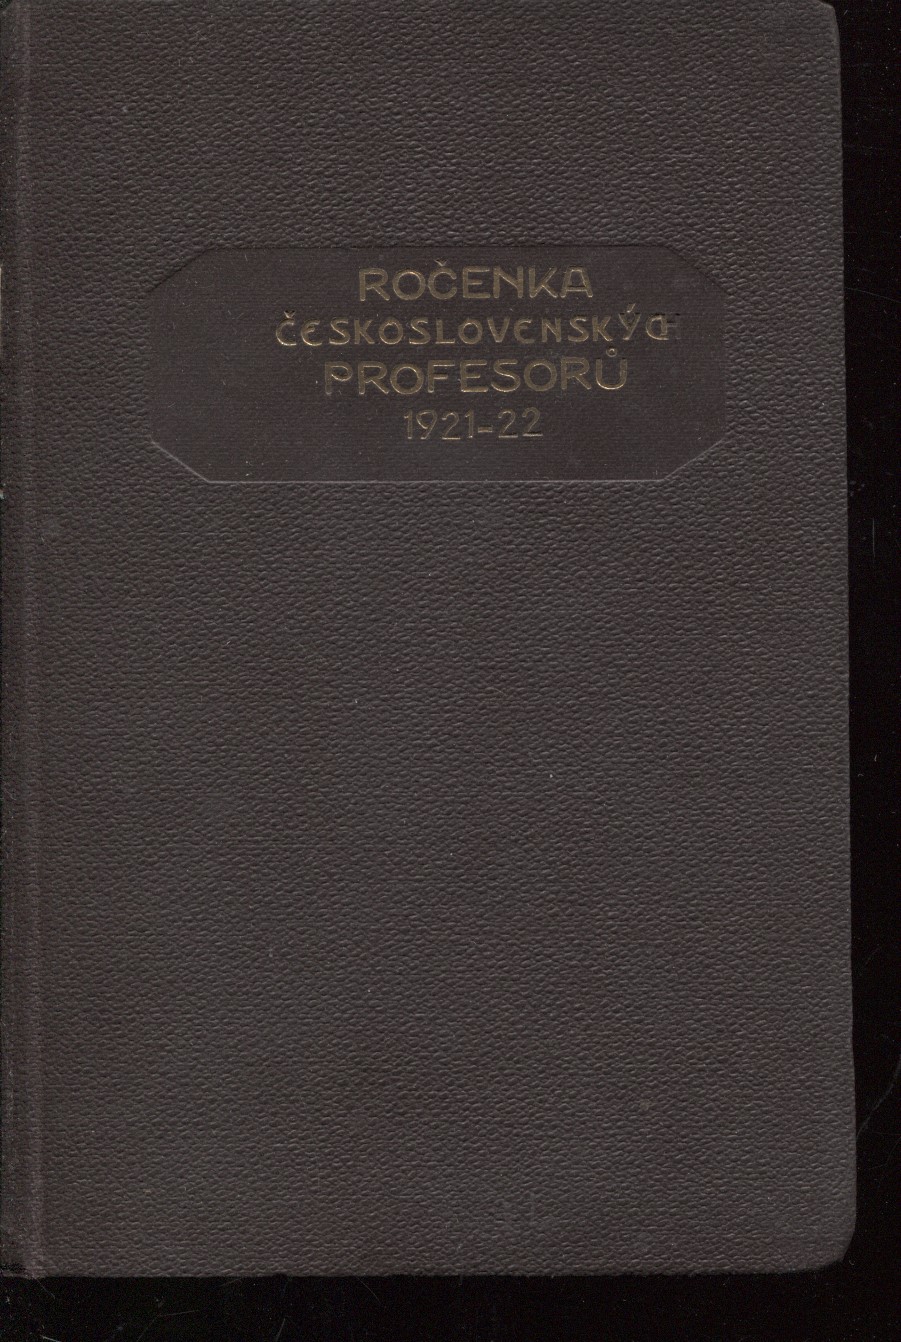 ROČENKA
ČESKOSLOVENSKÝCH
PROFESORŮ
1921-22